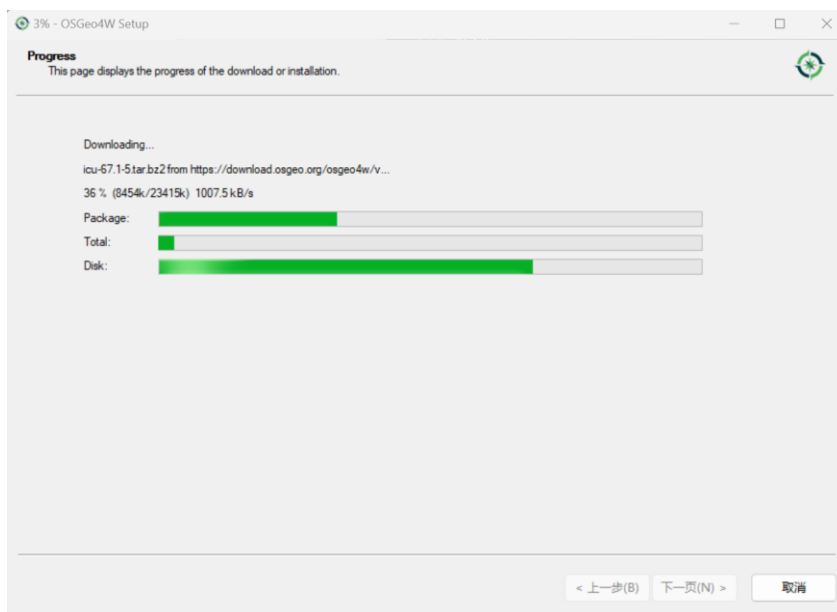 3% - OSGeo4W Setup
Progress
This page displays the progress of the download or installation.
Downloading...
icu-67.1-5.tar.bz2 from https://download.osgeo.org/osgeo4w/v...
36 % (8454k/23415k) 1007.5 kB/s
Package:
Total:
Disk:
< 上一步(B) 下一页(N) > 取消